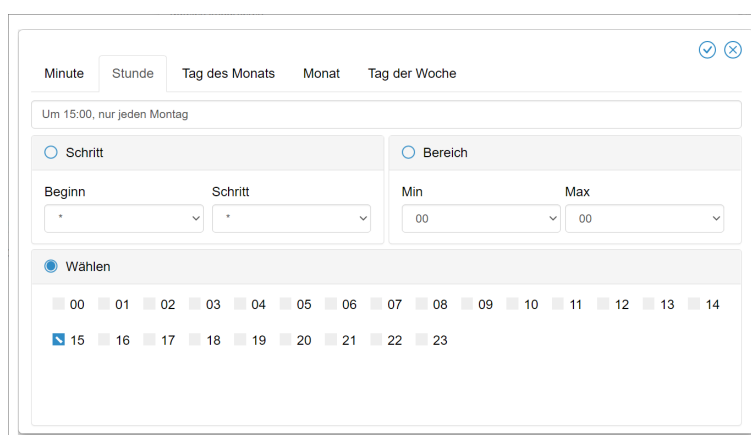 Minute Stunde Tag des Monats Monat Tag der Woche
Um 15:00, nur jeden Montag
Schritt Bereich
Beginn Schritt Min Max
* * 00 00
Wählen
00 01 02 03 04 05 06 07 08 09 10 11 12 13 14
15 16 17 18 19 20 21 22 23